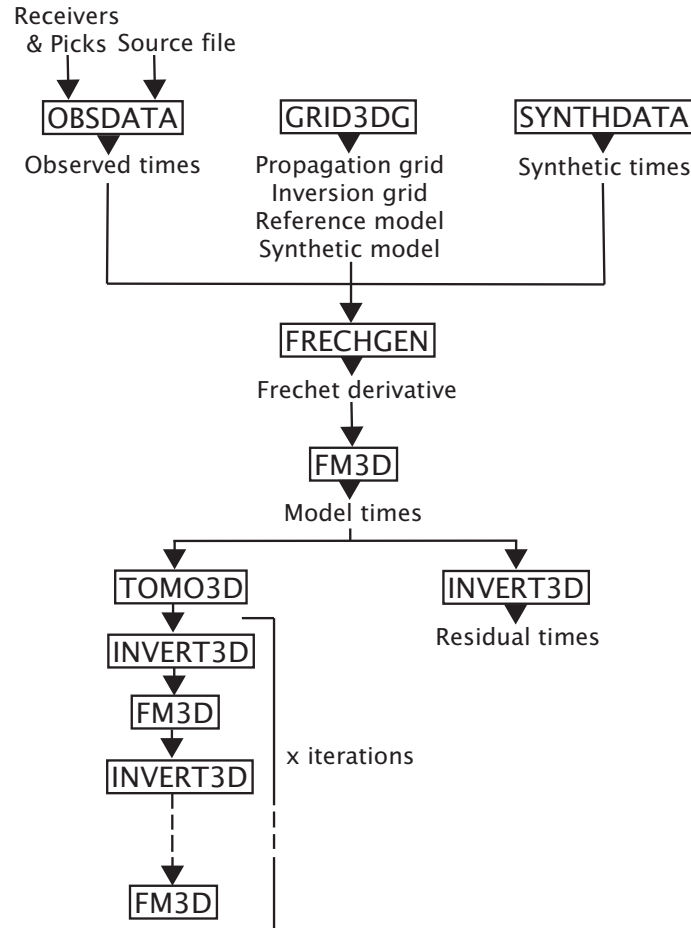 Receivers
& Picks
Source file
OBSDATA
GRID3DG
SYNTHDATA
Observed times
Propagation grid
Inversion grid
Reference model
Synthetic model
Synthetic times
FRECHGEN
Frechet derivative
FM3D
Model times
TOMO3D
INVERT3D
INVERT3D
Residual times
FM3D
x iterations
INVERT3D
FM3D